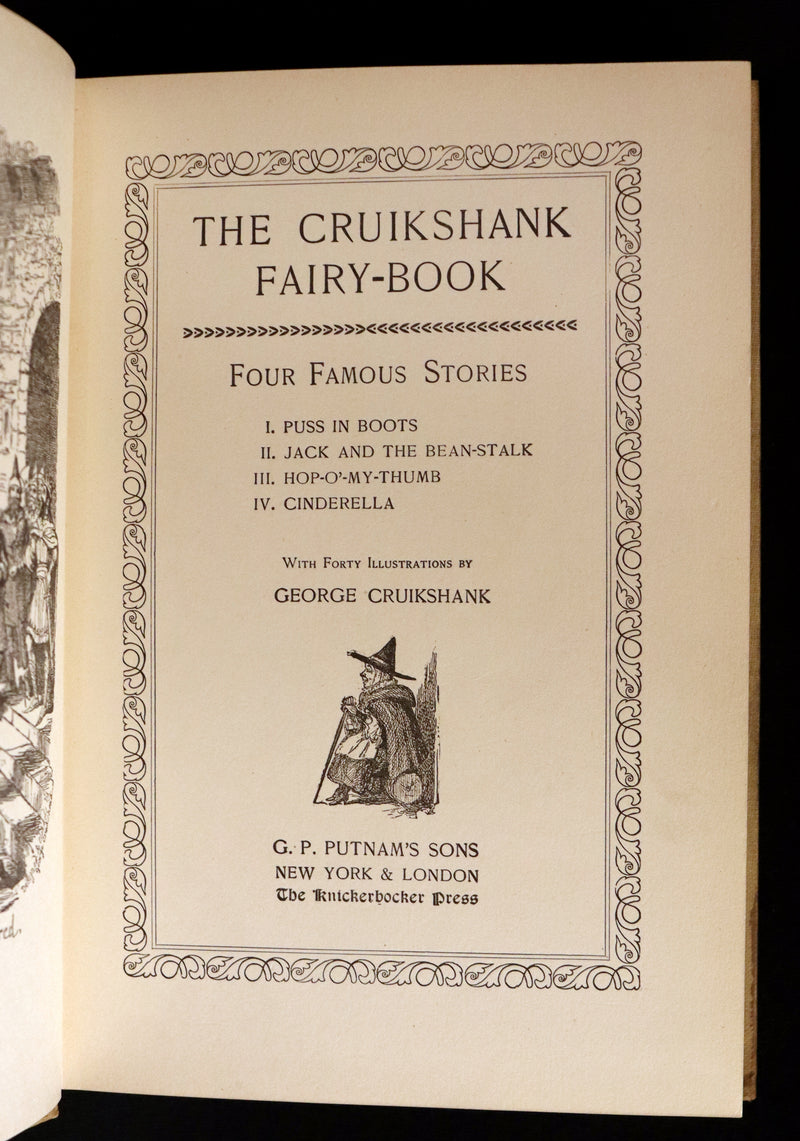 THE CRUIKSHANK
FAIRY-BOOK
FOUR FAMOUS STORIES
I. PUSS IN BOOTS
II. JACK AND THE BEAN-STALK
III. HOP-O'-MY-THUMB
IV. CINDERELLA
WITH FORTY ILLUSTRATIONS BY
GEORGE CRUIKSHANK
G. P. PUTNAM'S SONS
NEW YORK & LONDON
The Knickerbocker Press